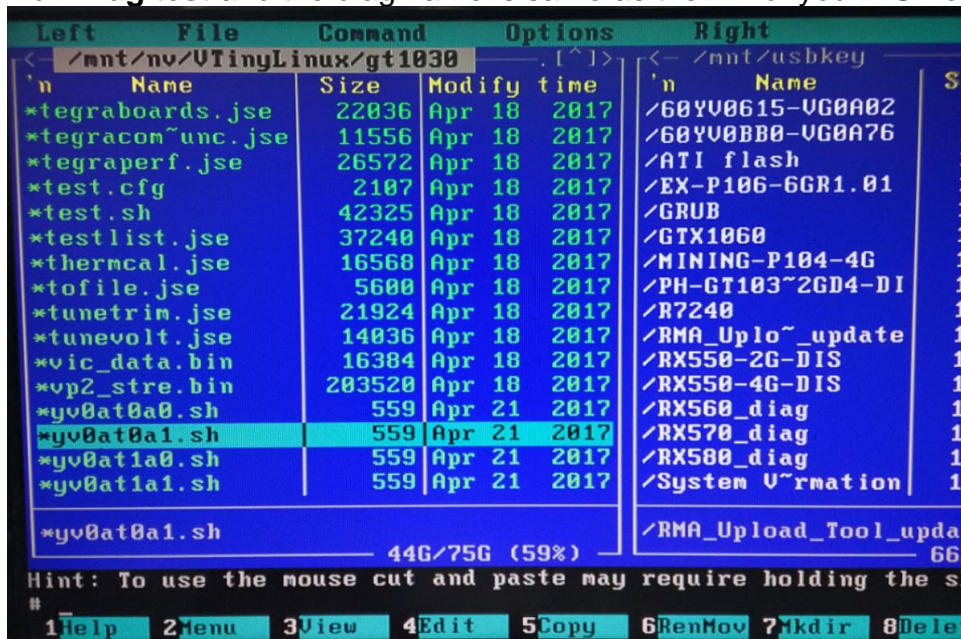 Left File Command Options Right
<– /mnt/nv/VTinyLinux/gt1030 .[^]> <– /mnt/usbkey
'n Name Size Modify time 'n Name S
*tegraboards.jse 22036 Apr 18 2017 /60YV0615-VG0A02
*tegracom~unc.jse 11556 Apr 18 2017 /60YV0BB0-VG0A76
*tegraperf.jse 26572 Apr 18 2017 /ATI flash
*test.cfg 2107 Apr 18 2017 /EX-P106-6GR1.01
*test.sh 42325 Apr 18 2017 /GRUB
*testlist.jse 37240 Apr 18 2017 /GTX1060
*thermcal.jse 16568 Apr 18 2017 /MINING-P104-4G
*tofile.jse 5600 Apr 18 2017 /PH-GT103~2GD4-DI
*tunetrim.jse 21924 Apr 18 2017 /R7240
*tunevolt.jse 14036 Apr 18 2017 /RMA_Uplo~_update
*vic_data.bin 16384 Apr 18 2017 /RX550-2G-DIS
*vp2_stre.bin 203520 Apr 18 2017 /RX550-4G-DIS
*yv0at0a0.sh 559 Apr 21 2017 /RX560_diag
*yv0at0a1.sh 559 Apr 21 2017 /RX570_diag
*yv0at1a0.sh 559 Apr 21 2017 /RX580_diag
*yv0at1a1.sh 559 Apr 21 2017 /System V~rmation
*yv0at0a1.sh /RMA_Upload_Tool_upda
44G/75G (59%) 66
Hint: To use the mouse cut and paste may require holding the s
# _
1Help 2Menu 3View 4Edit 5Copy 6RenMov 7Mkdir 8Dele